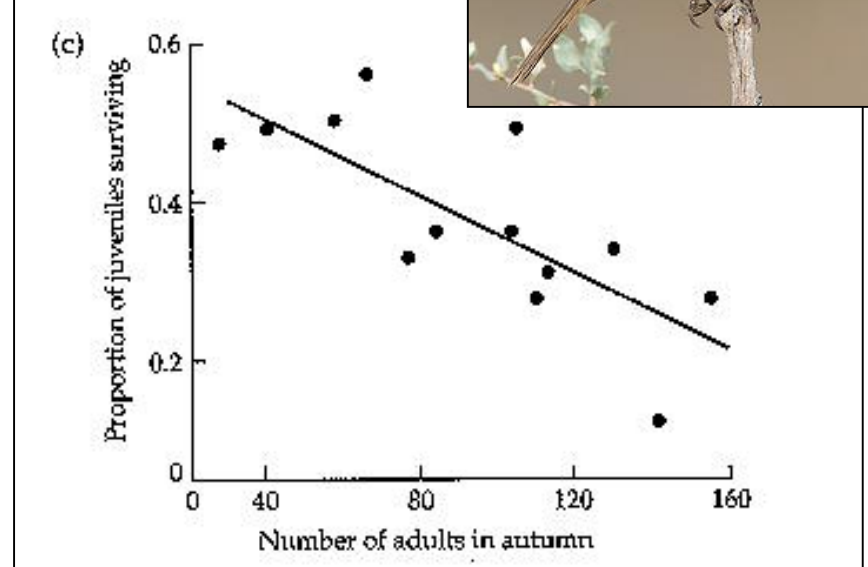 (c)
Proportion of juveniles surviving
0.6
0.4
0.2
0
0 40 80 120 160
Number of adults in autumn